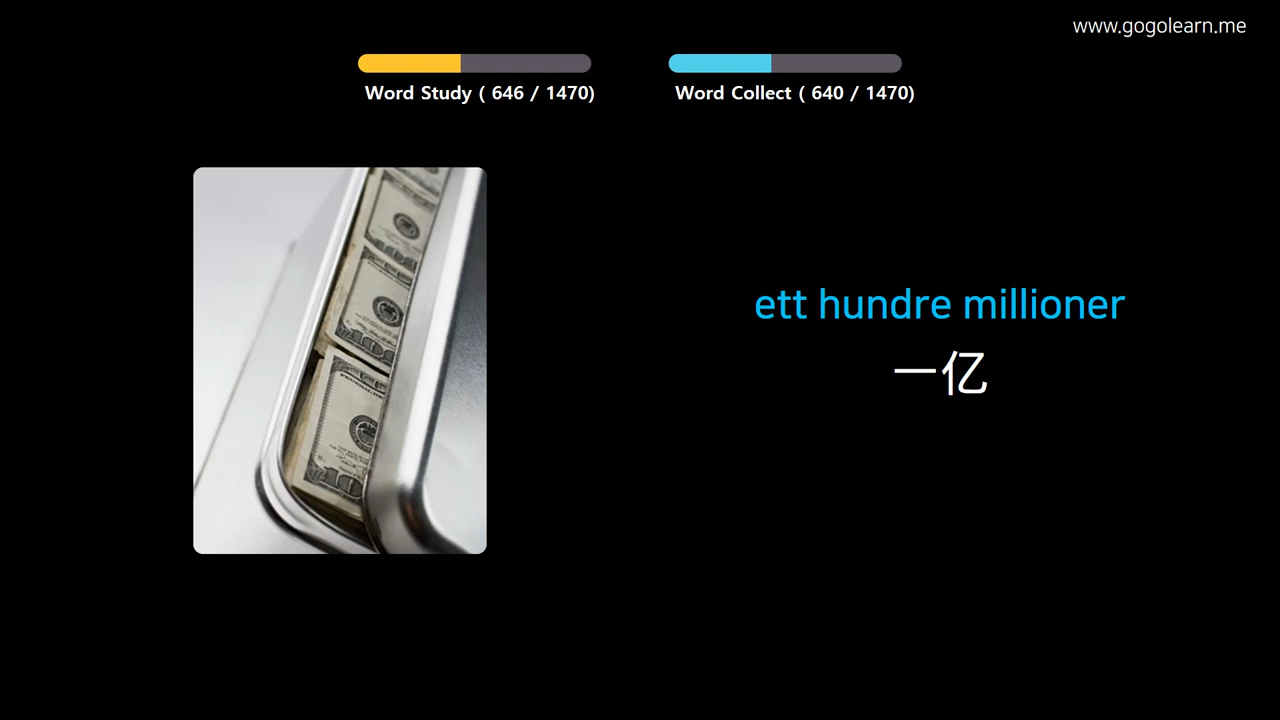 www.gogolearn.me
Word Study ( 646 / 1470)
Word Collect ( 640 / 1470)
ett hundre millioner
一亿